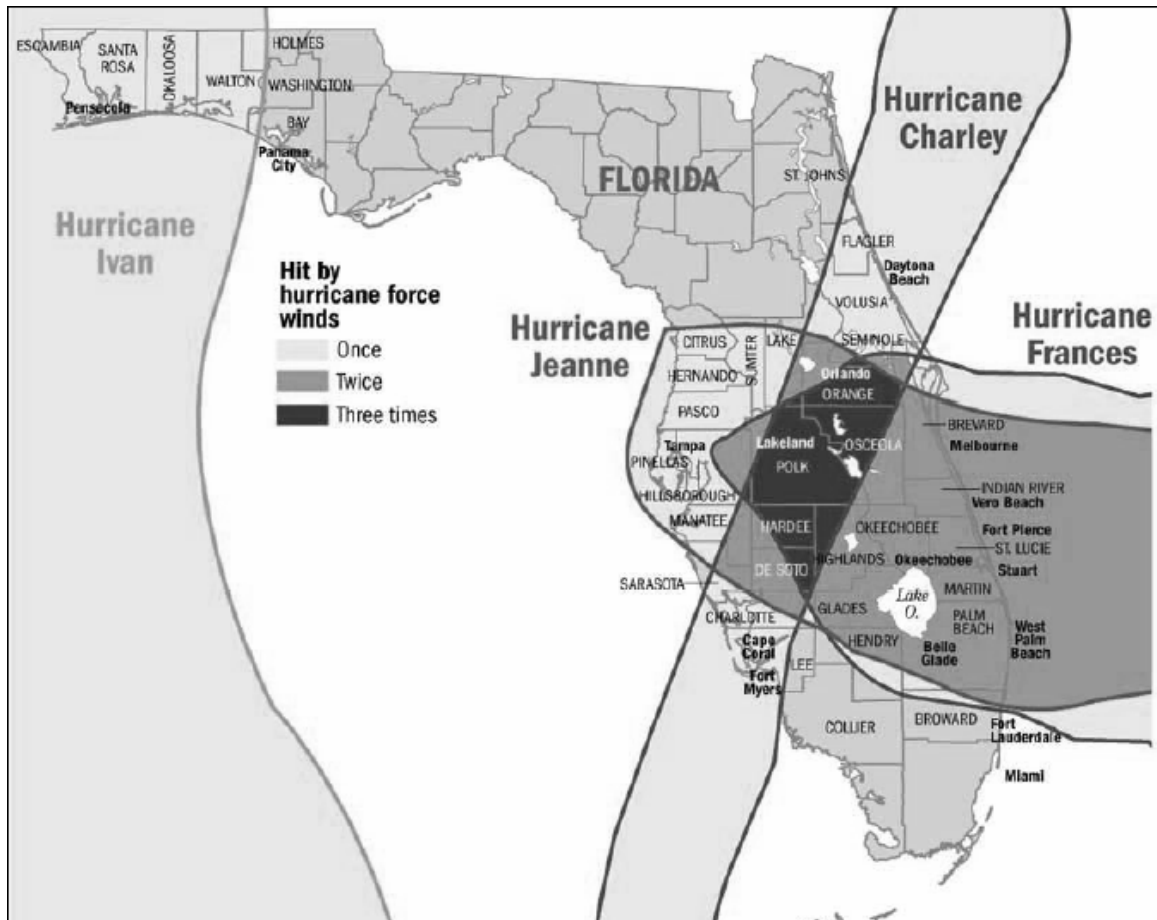 ESCAMBIA
SANTA
ROSA
OKALOOSA
WALTON
HOLMES
WASHINGTON
BAY
Pensecola
Panama
City
Hurricane
Ivan
FLORIDA
Hurricane
Charley
ST. JOHNS
FLAGLER
Daytona
Beach
VOLUSIA
SEMINOLE
Hit by
hurricane force
winds
Once
Twice
Three times
Hurricane
Jeanne
Hurricane
Frances
CITRUS
SUMTER
LAKE
HERNANDO
PASCO
Orlando
ORANGE
Tampa
Lakeland
OSCEOLA
POLK
PINELLAS
HILLSBOROUGH
MANATEE
HARDEE
DE SOTO
SARASOTA
BREVARD
Melbourne
INDIAN RIVER
Vero Beach
OKEECHOBEE
Fort Pierce
ST. LUCIE
HIGHLANDS
Okeechobee
Stuart
Lake
O.
MARTIN
GLADES
PALM
BEACH
West
Palm
Beach
CHARLOTTE
HENDRY
Belle
Glade
Cape
Coral
LEE
Fort
Myers
COLLIER
BROWARD
Fort
Lauderdale
Miami